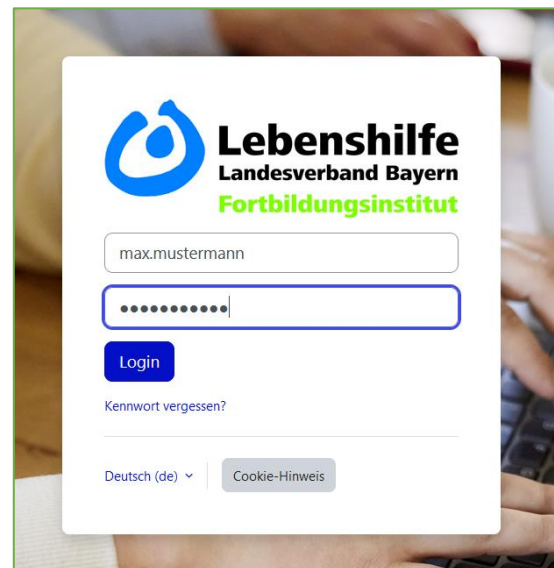 Lebenshilfe
Landesverband Bayern
Fortbildungsinstitut
max.mustermann
●●●●●●●●●●●
Login
Kennwort vergessen?
Deutsch (de)
Cookie-Hinweis